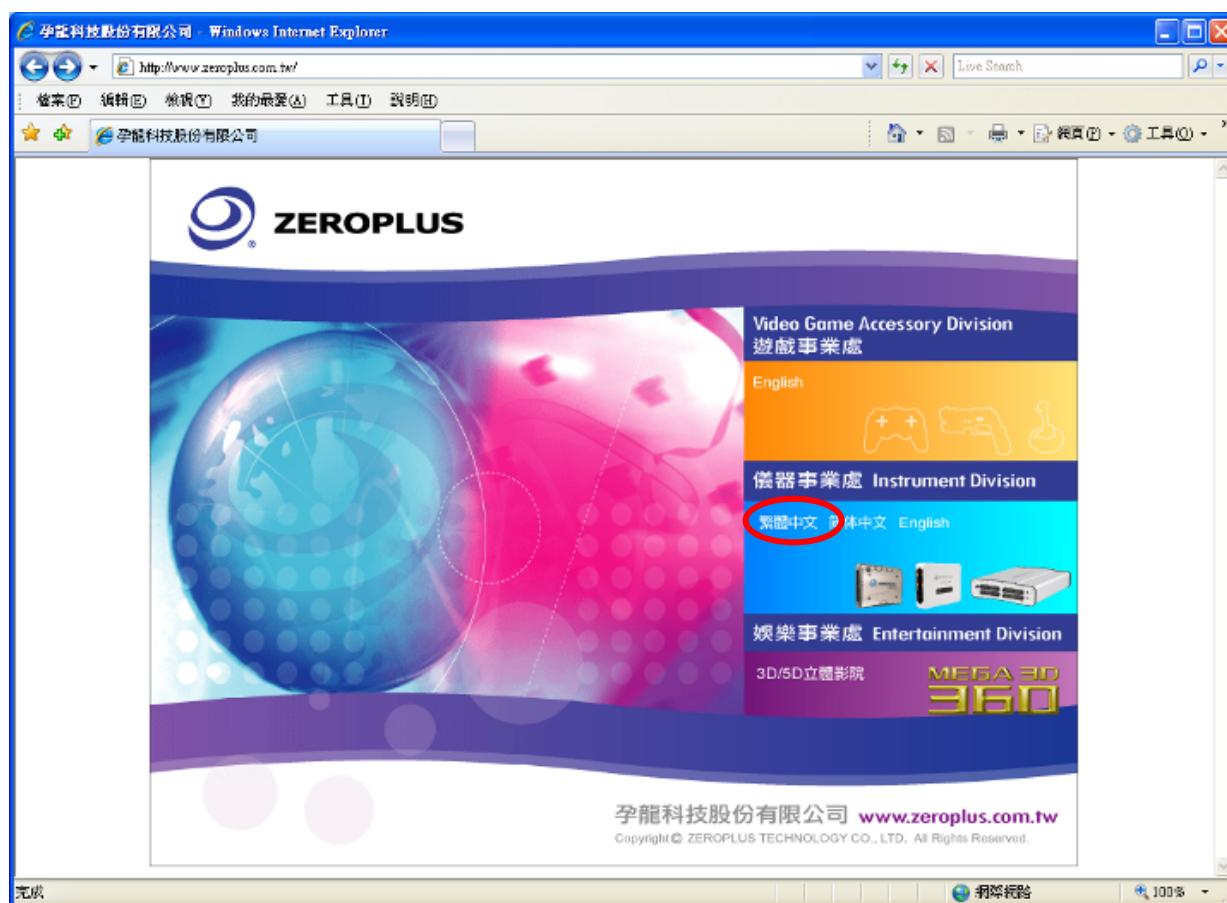 孕龍科技股份有限公司 - Windows Internet Explorer
http://www.zeroplus.com.tw/
Live Search
檔案(F) 編輯(E) 檢視(V) 我的最愛(A) 工具(T) 說明(H)
孕龍科技股份有限公司
網頁(P) 工具(O)
ZEROPLUS
Video Game Accessory Division
遊戲事業處
English
儀器事業處 Instrument Division
繁體中文 简体中文 English
娛樂事業處 Entertainment Division
3D/5D立體影院
MEGA 3D
360
孕龍科技股份有限公司 www.zeroplus.com.tw
Copyright© ZEROPLUS TECHNOLOGY CO., LTD. All Rights Reserved.
完成
網際網路
100%